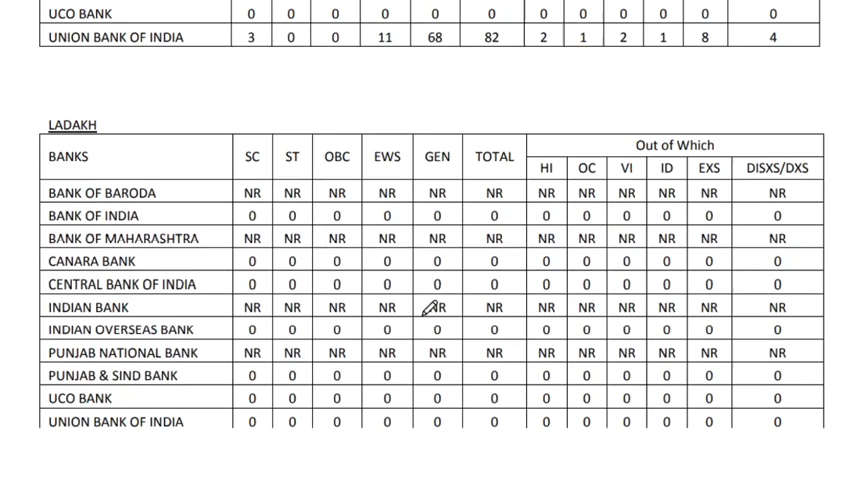 UCO BANK 0 0 0 0 0 0 0 0 0 0 0 0
UNION BANK OF INDIA 3 0 0 11 68 82 2 1 2 1 8 4
LADAKH
BANKS SC ST OBC EWS GEN TOTAL Out of Which
HI OC VI ID EXS DISXS/DXS
BANK OF BARODA NR NR NR NR NR NR NR NR NR NR NR NR
BANK OF INDIA 0 0 0 0 0 0 0 0 0 0 0 0
BANK OF MAHARASHTRA NR NR NR NR NR NR NR NR NR NR NR NR
CANARA BANK 0 0 0 0 0 0 0 0 0 0 0 0
CENTRAL BANK OF INDIA 0 0 0 0 0 0 0 0 0 0 0 0
INDIAN BANK NR NR NR NR NR NR NR NR NR NR NR NR
INDIAN OVERSEAS BANK 0 0 0 0 0 0 0 0 0 0 0 0
PUNJAB NATIONAL BANK NR NR NR NR NR NR NR NR NR NR NR NR
PUNJAB & SIND BANK 0 0 0 0 0 0 0 0 0 0 0 0
UCO BANK 0 0 0 0 0 0 0 0 0 0 0 0
UNION BANK OF INDIA 0 0 0 0 0 0 0 0 0 0 0 0